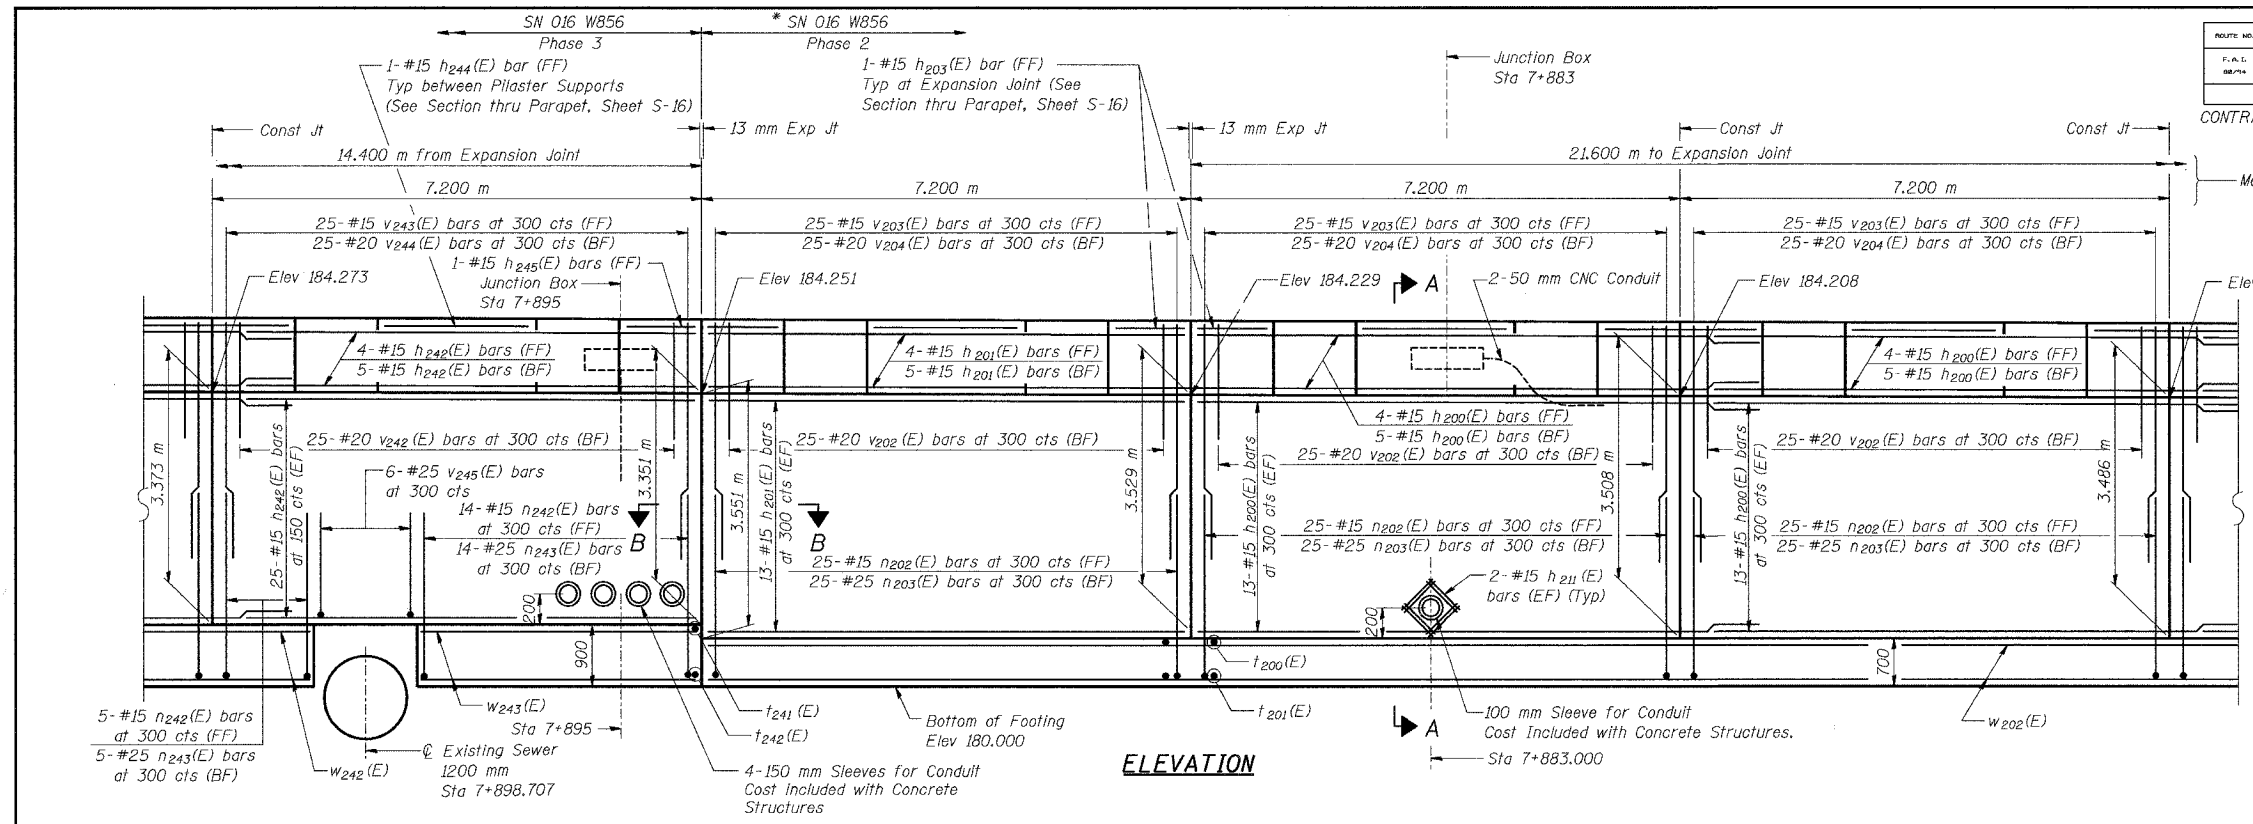 SN 016 W856
Phase 3
* SN 016 W856
Phase 2
ROUTE NO.
F.A.I.
80/94
CONTRA
1-#15 h244(E) bar (FF)
Typ between Pilaster Supports
(See Section thru Parapet, Sheet S-16)
1-#15 h203(E) bar (FF)
Typ at Expansion Joint (See
Section thru Parapet, Sheet S-16)
Junction Box
Sta 7+883
Const Jt
13 mm Exp Jt
13 mm Exp Jt
Const Jt
Const Jt
14.400 m from Expansion Joint
21.600 m to Expansion Joint
7.200 m
7.200 m
7.200 m
7.200 m
25-#15 v243(E) bars at 300 cts (FF)
25-#20 v244(E) bars at 300 cts (BF)
25-#15 v203(E) bars at 300 cts (FF)
25-#20 v204(E) bars at 300 cts (BF)
25-#15 v203(E) bars at 300 cts (FF)
25-#20 v204(E) bars at 300 cts (BF)
25-#15 v203(E) bars at 300 cts (FF)
25-#20 v204(E) bars at 300 cts (BF)
1-#15 h245(E) bars (FF)
Elev 184.273
Junction Box
Sta 7+895
Elev 184.251
Elev 184.229
A
2-50 mm CNC Conduit
Elev 184.208
4-#15 h242(E) bars (FF)
5-#15 h242(E) bars (BF)
4-#15 h201(E) bars (FF)
5-#15 h201(E) bars (BF)
4-#15 h200(E) bars (FF)
5-#15 h200(E) bars (BF)
4-#15 h200(E) bars (FF)
5-#15 h200(E) bars (BF)
3.373 m
25-#15 h242(E) bars
at 150 cts (EF)
25-#20 v242(E) bars at 300 cts (BF)
3.351 m
3.551 m
13-#15 h201(E) bars
at 300 cts (EF)
25-#20 v202(E) bars at 300 cts (BF)
3.529 m
13-#15 h200(E) bars
at 300 cts (EF)
25-#20 v202(E) bars at 300 cts (BF)
3.508 m
13-#15 h200(E) bars
at 300 cts (EF)
25-#20 v202(E) bars at 300 cts (BF)
3.486 m
6-#25 v245(E) bars
at 300 cts
14-#15 n242(E) bars
at 300 cts (FF)
14-#25 n243(E) bars
at 300 cts (BF)
B
B
25-#15 n202(E) bars at 300 cts (FF)
25-#25 n203(E) bars at 300 cts (BF)
25-#15 n202(E) bars at 300 cts (FF)
25-#25 n203(E) bars at 300 cts (BF)
25-#15 n202(E) bars at 300 cts (FF)
25-#25 n203(E) bars at 300 cts (BF)
2-#15 h211(E)
bars (EF) (Typ)
200
200
900
700
t200(E)
5-#15 n242(E) bars
at 300 cts (FF)
5-#25 n243(E) bars
at 300 cts (BF)
w242(E)
w243(E)
Sta 7+895
℄ Existing Sewer
1200 mm
Sta 7+898.707
t241(E)
t242(E)
4-150 mm Sleeves for Conduit
Cost Included with Concrete
Structures
Bottom of Footing
Elev 180.000
t201(E)
A
100 mm Sleeve for Conduit
Cost Included with Concrete Structures.
Sta 7+883.000
w202(E)
ELEVATION